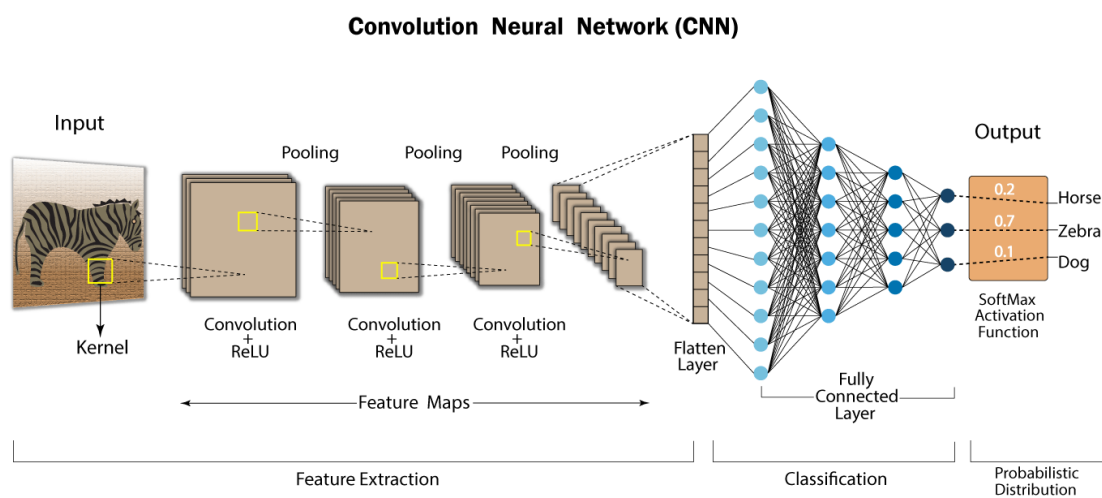 Convolution Neural Network (CNN)
Input
Output
Pooling
Pooling
Pooling
Kernel
Convolution
+
ReLU
Convolution
+
ReLU
Convolution
+
ReLU
Flatten
Layer
0.2
Horse
0.7
Zebra
0.1
Dog
SoftMax
Activation
Function
Feature Maps
Fully
Connected
Layer
Feature Extraction
Classification
Probabilistic
Distribution